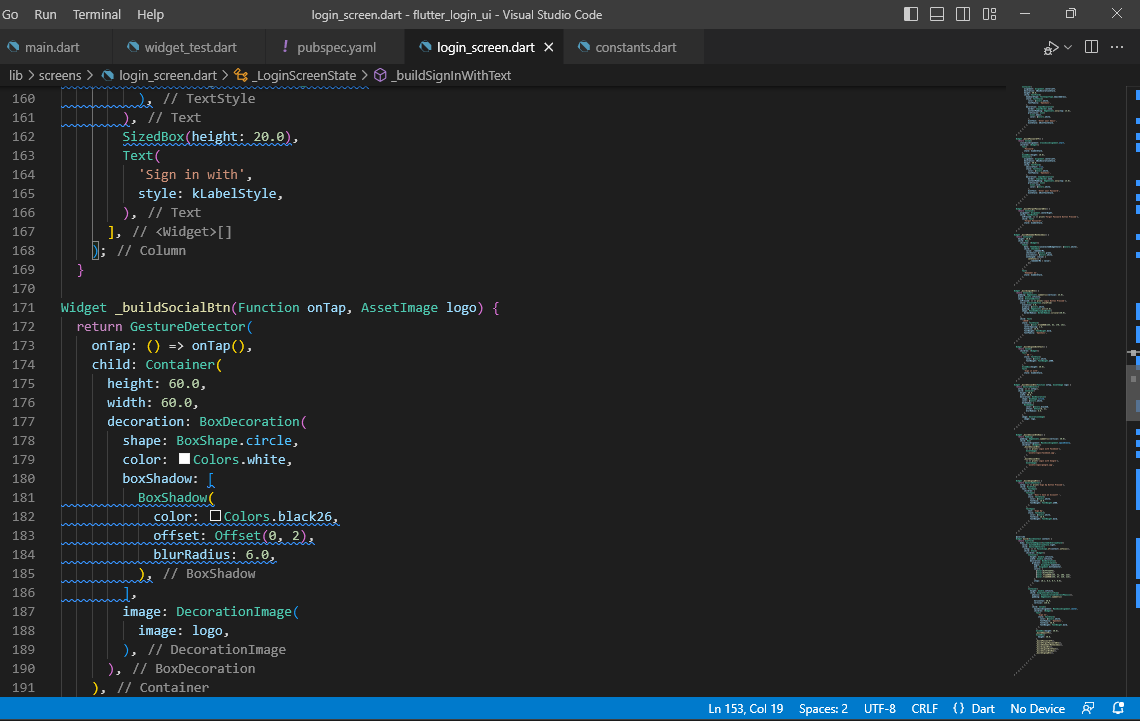 Go Run Terminal Help login_screen.dart - flutter_login_ui - Visual Studio Code
main.dart widget_test.dart ! pubspec.yaml login_screen.dart constants.dart
lib > screens > login_screen.dart > _LoginScreenState > _buildSignInWithText
160 ), // TextStyle
161 ), // Text
162 SizedBox(height: 20.0),
163 Text(
164 'Sign in with',
165 style: kLabelStyle,
166 ), // Text
167 ], // <Widget>[]
168 ); // Column
169 }
170
171 Widget _buildSocialBtn(Function onTap, AssetImage logo) {
172 return GestureDetector(
173 onTap: () => onTap(),
174 child: Container(
175 height: 60.0,
176 width: 60.0,
177 decoration: BoxDecoration(
178 shape: BoxShape.circle,
179 color: Colors.white,
180 boxShadow: [
181 BoxShadow(
182 color: Colors.black26,
183 offset: Offset(0, 2),
184 blurRadius: 6.0,
185 ), // BoxShadow
186 ],
187 image: DecorationImage(
188 image: logo,
189 ), // DecorationImage
190 ), // BoxDecoration
191 ), // Container
Ln 153, Col 19 Spaces: 2 UTF-8 CRLF {} Dart No Device